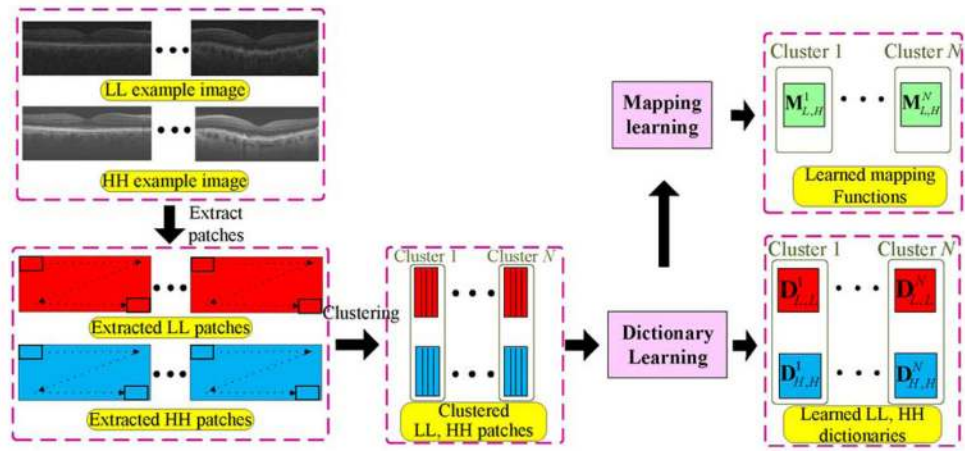 LL example image
HH example image
Extract
patches
Extracted LL patches
Extracted HH patches
Clustering
Cluster 1
Cluster N
Clustered
LL, HH patches
Dictionary
Learning
Mapping
learning
Cluster 1
Cluster N
M¹L,H
MᴺL,H
Learned mapping
Functions
Cluster 1
Cluster N
D¹L,L
DᴺL,L
D¹H,H
DᴺH,H
Learned LL, HH
dictionaries